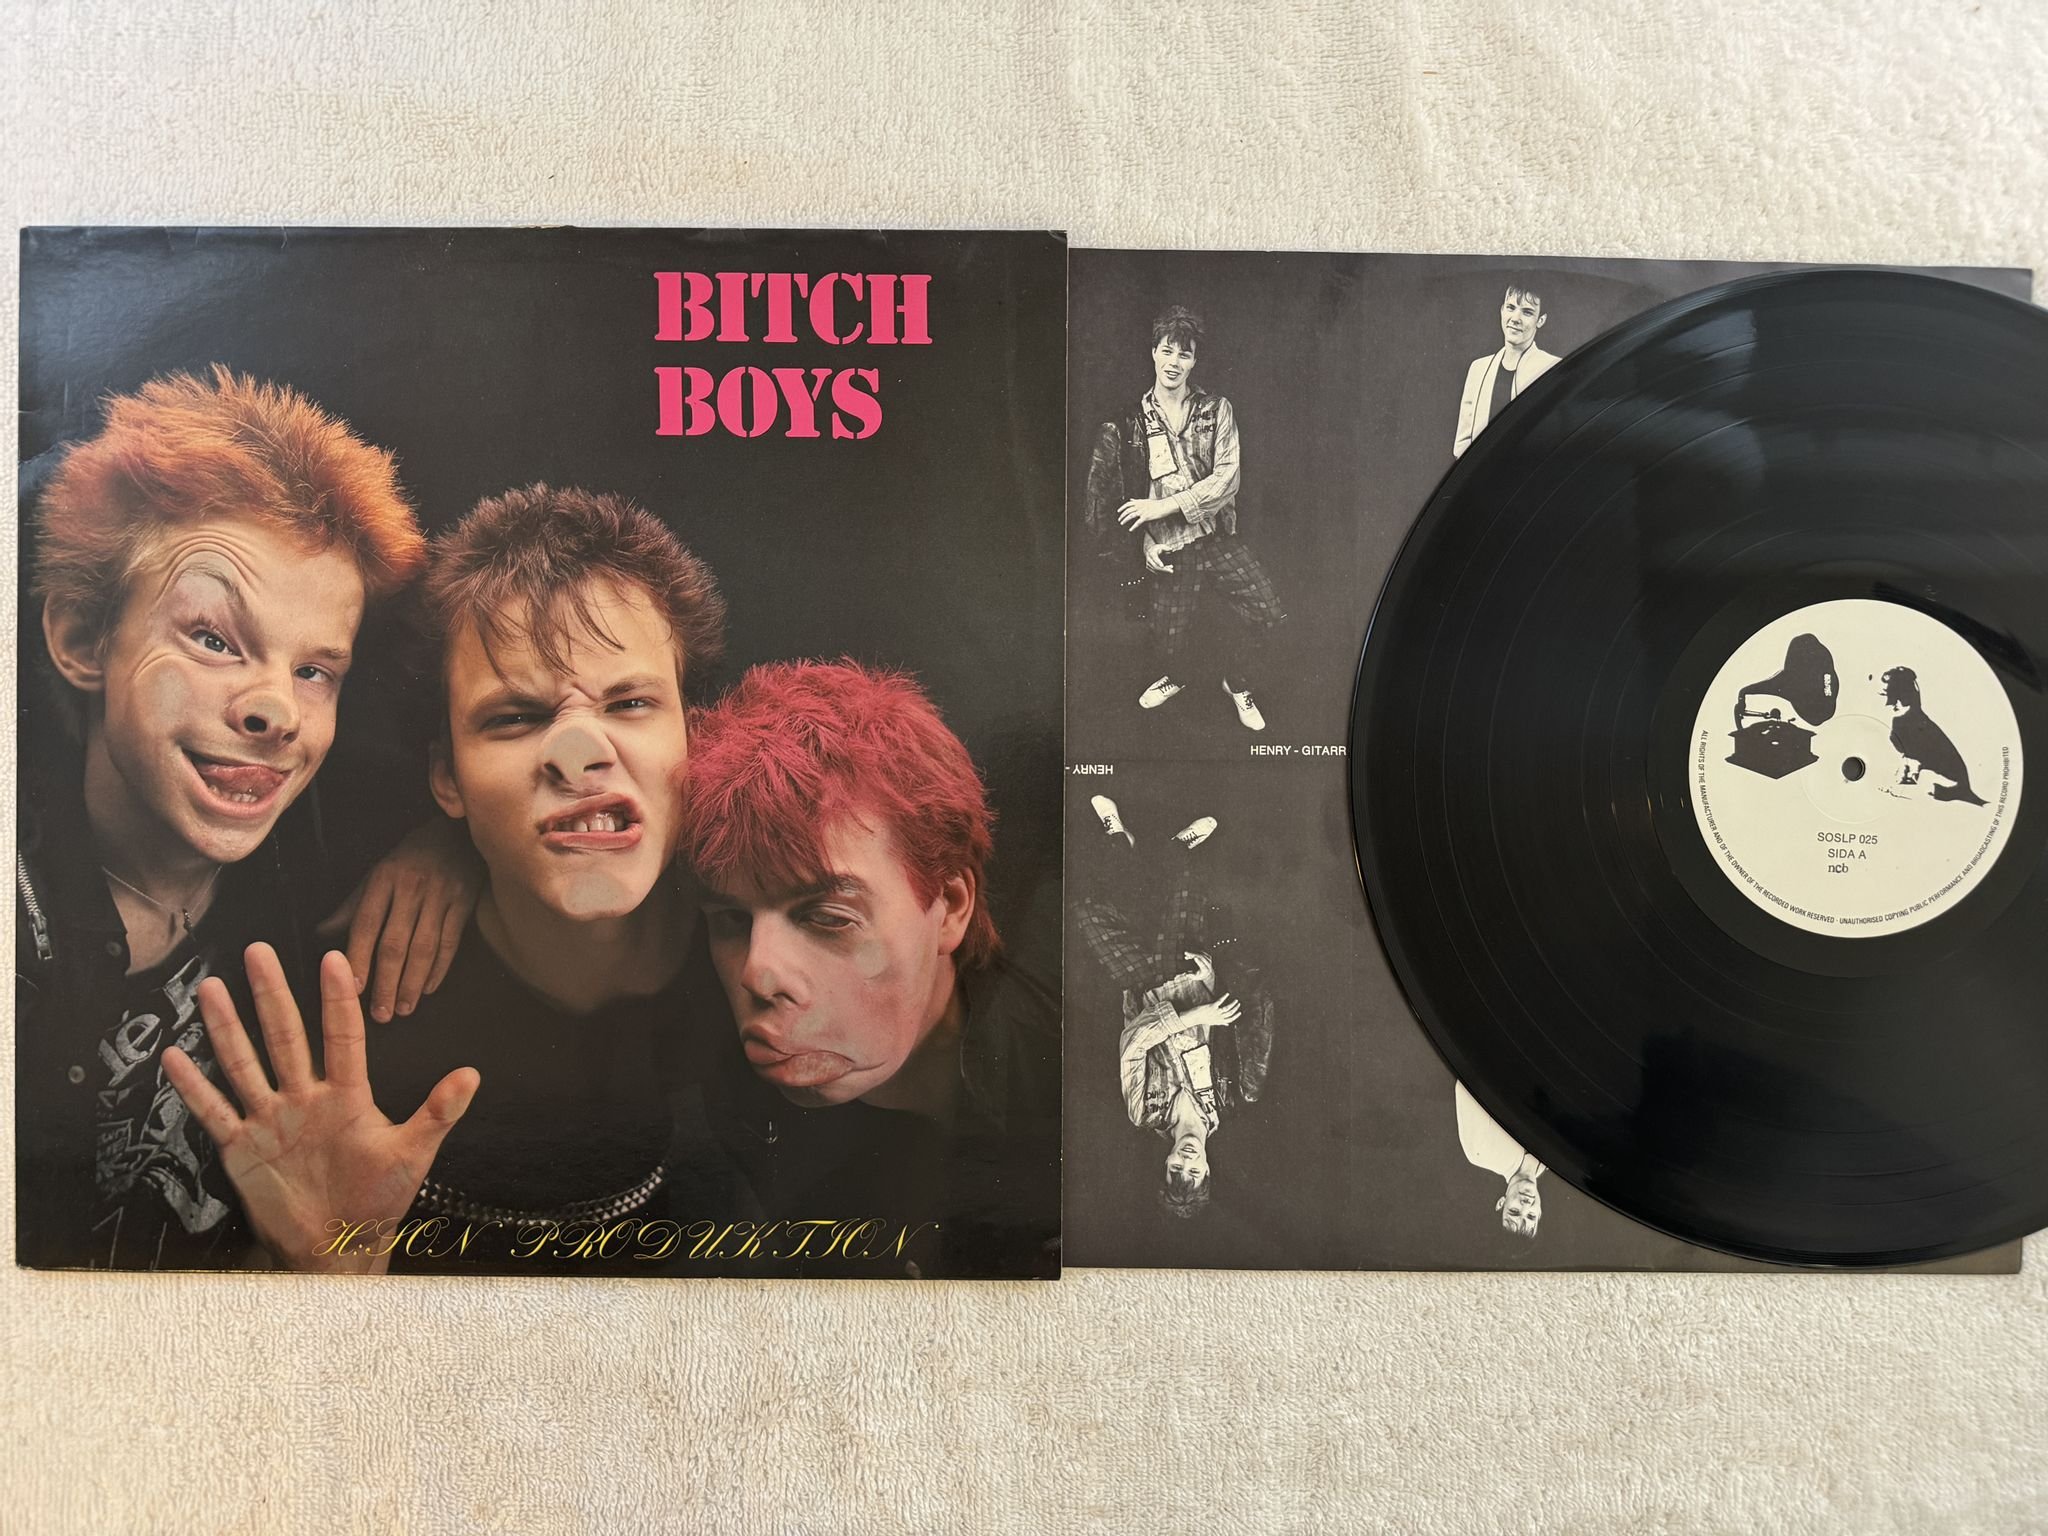 BITCH
BOYS
H:SON PRODUKTION
HENRY - GITARR
HENRY -
SOSLP 025
SIDA A
ncb
ALL RIGHTS OF THE MANUFACTURER AND OF THE OWNER OF THE RECORDED WORK RESERVED · UNAUTHORISED COPYING PUBLIC PERFORMANCE AND BROADCASTING OF THIS RECORD PROHIBITED